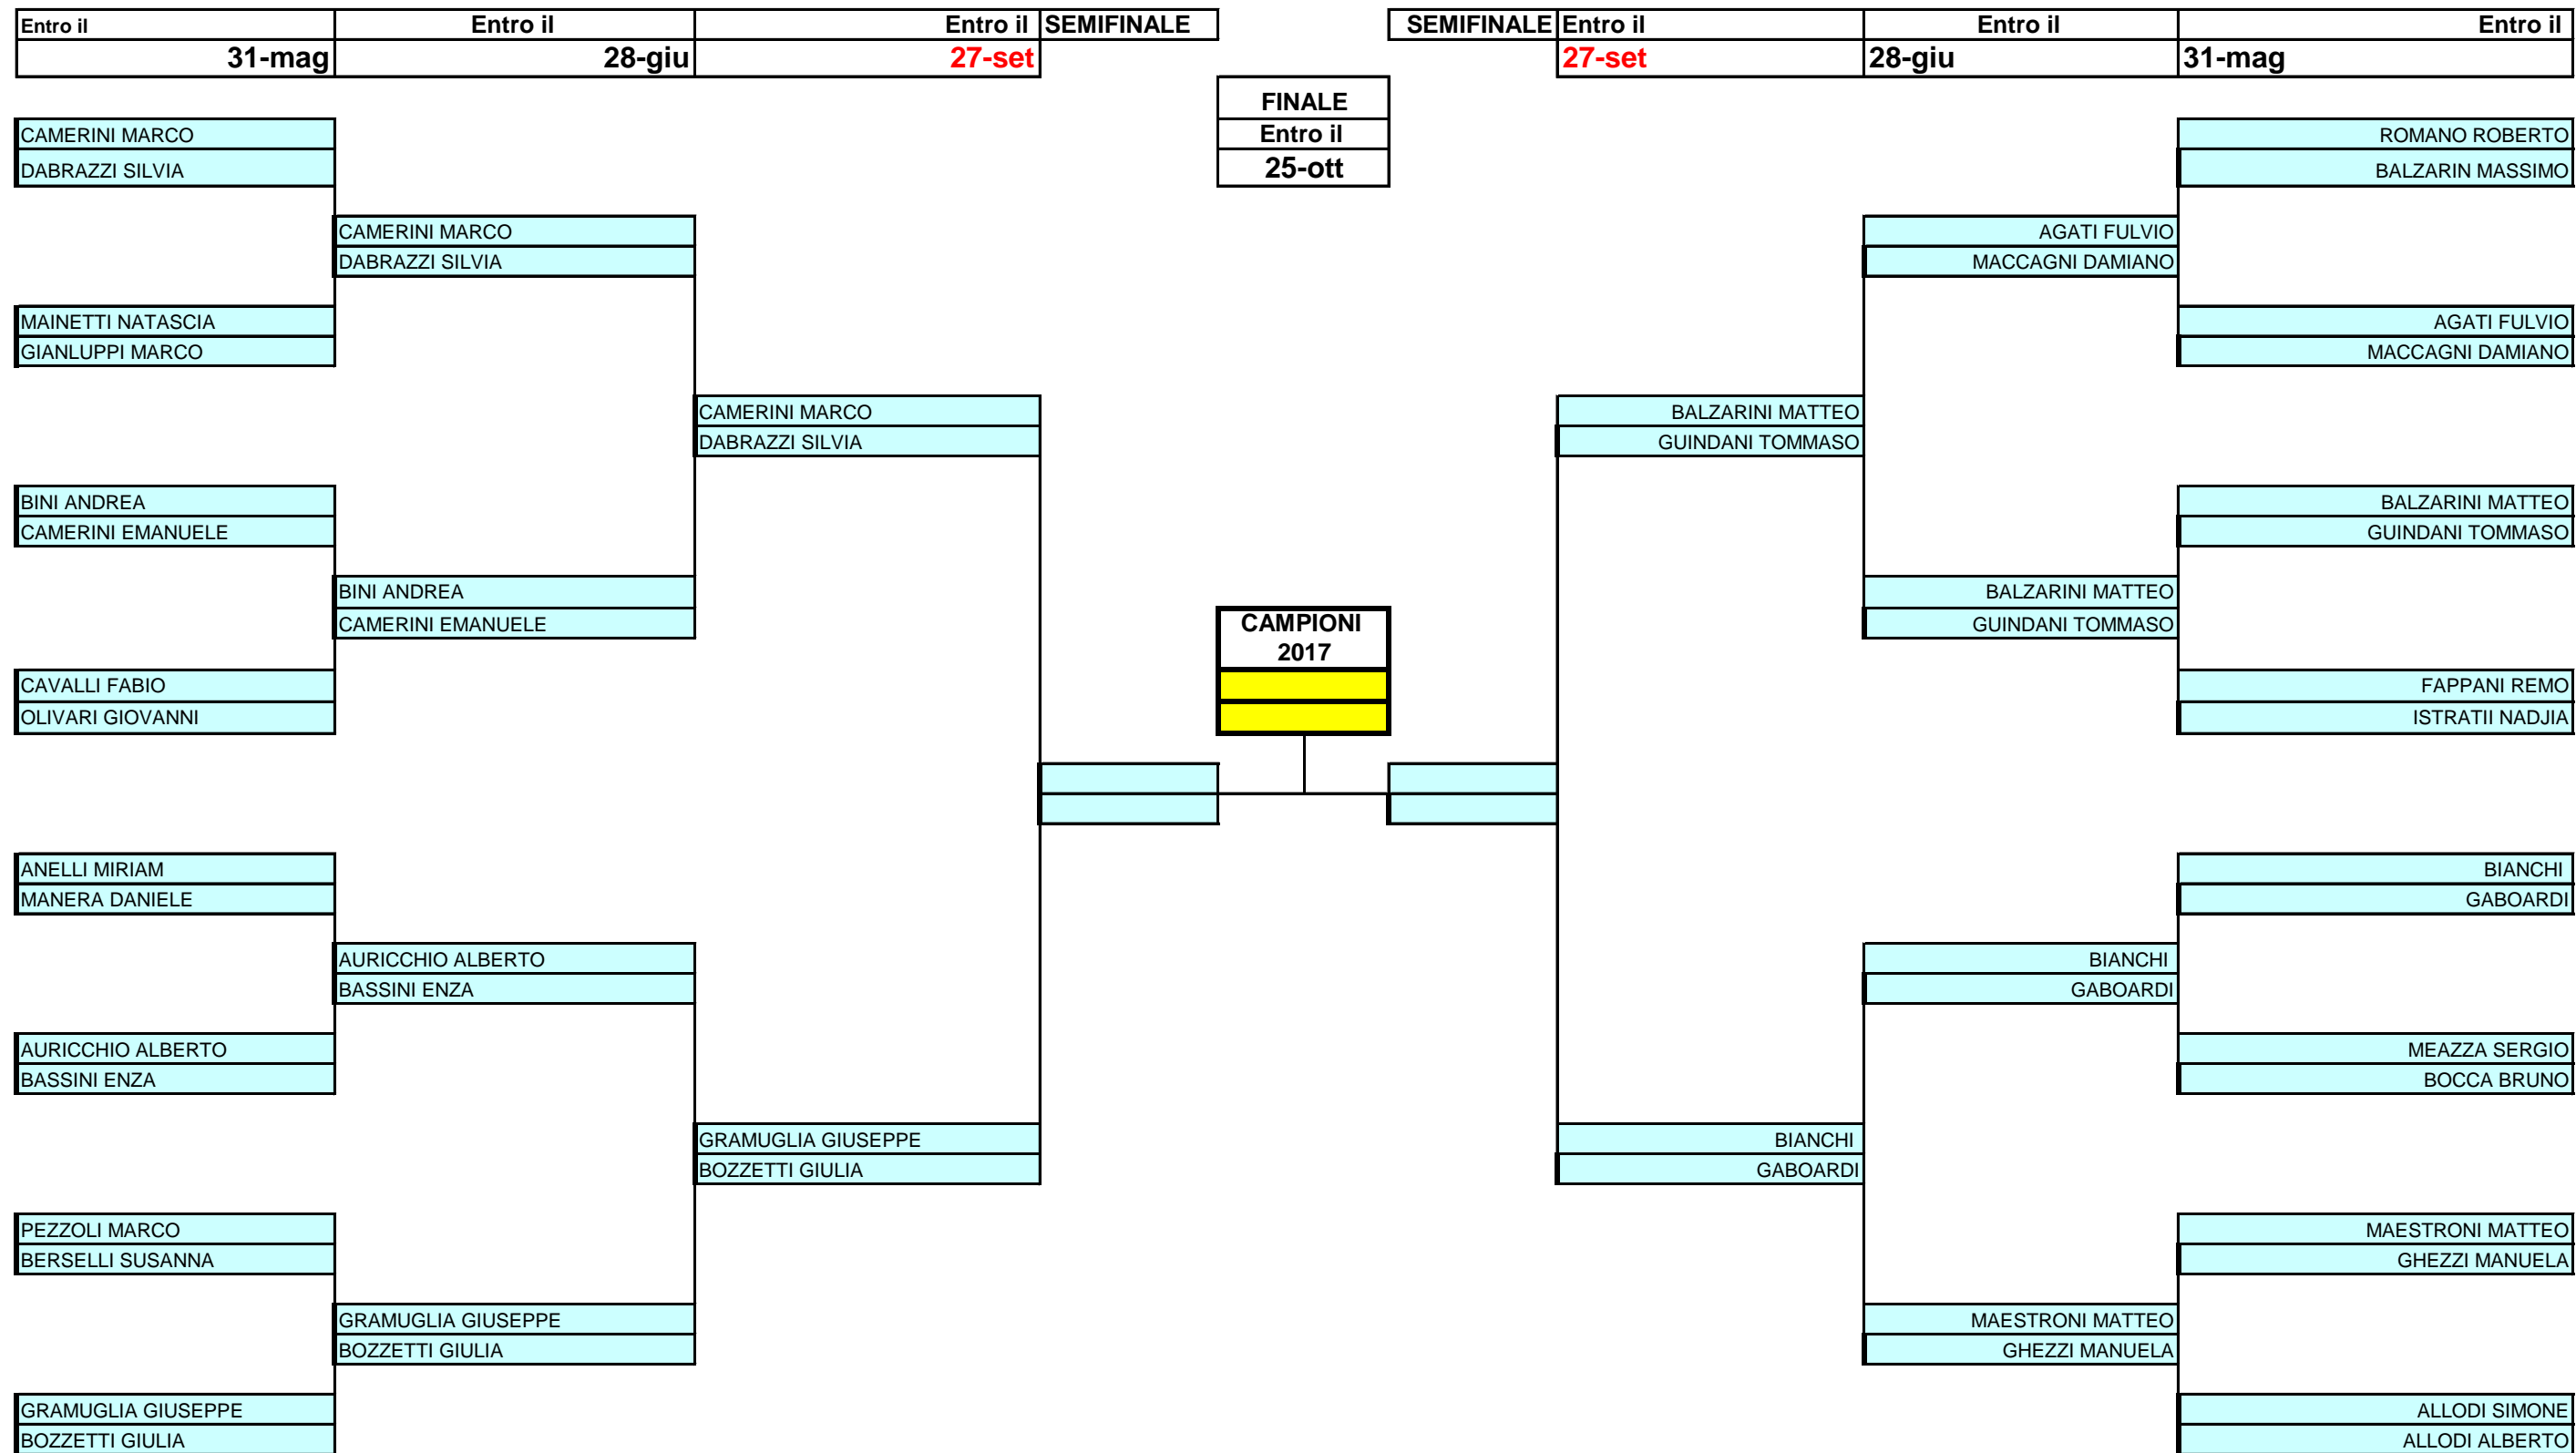 Entro il Entro il Entro il SEMIFINALE SEMIFINALE Entro il Entro il Entro il
31-mag 28-giu 27-set 27-set 28-giu 31-mag
FINALE
CAMERINI MARCO Entro il ROMANO ROBERTO
DABRAZZI SILVIA 25-ott BALZARIN MASSIMO
CAMERINI MARCO AGATI FULVIO
DABRAZZI SILVIA MACCAGNI DAMIANO
MAINETTI NATASCIA AGATI FULVIO
GIANLUPPI MARCO MACCAGNI DAMIANO
CAMERINI MARCO BALZARINI MATTEO
DABRAZZI SILVIA GUINDANI TOMMASO
BINI ANDREA BALZARINI MATTEO
CAMERINI EMANUELE GUINDANI TOMMASO
BINI ANDREA BALZARINI MATTEO
CAMERINI EMANUELE CAMPIONI GUINDANI TOMMASO
2017
CAVALLI FABIO FAPPANI REMO
OLIVARI GIOVANNI ISTRATII NADJIA
ANELLI MIRIAM BIANCHI
MANERA DANIELE GABOARDI
AURICCHIO ALBERTO BIANCHI
BASSINI ENZA GABOARDI
AURICCHIO ALBERTO MEAZZA SERGIO
BASSINI ENZA BOCCA BRUNO
GRAMUGLIA GIUSEPPE BIANCHI
BOZZETTI GIULIA GABOARDI
PEZZOLI MARCO MAESTRONI MATTEO
BERSELLI SUSANNA GHEZZI MANUELA
GRAMUGLIA GIUSEPPE MAESTRONI MATTEO
BOZZETTI GIULIA GHEZZI MANUELA
GRAMUGLIA GIUSEPPE ALLODI SIMONE
BOZZETTI GIULIA ALLODI ALBERTO